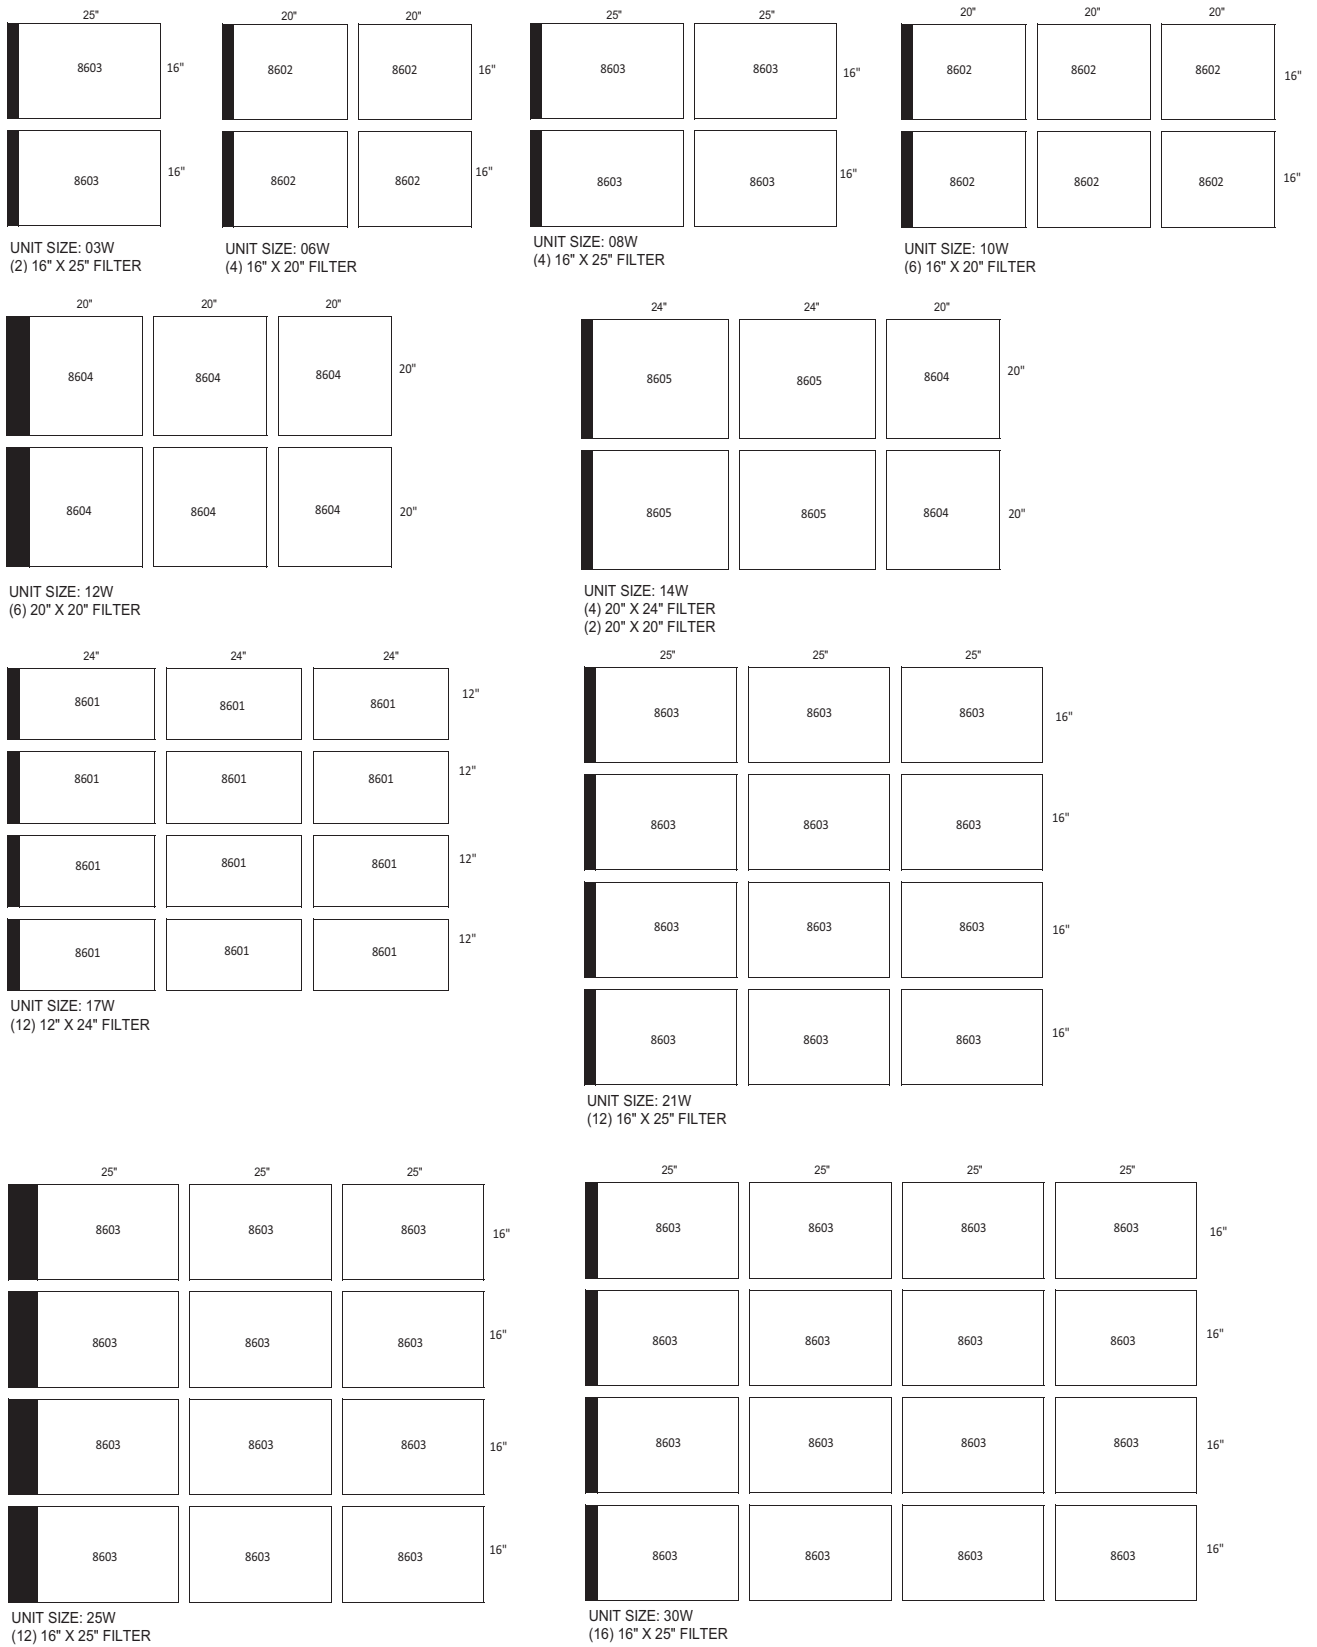 25"
8603 16"
8603 16"
UNIT SIZE: 03W
(2) 16" X 25" FILTER
20" 20"
8602 8602 16"
8602 8602 16"
UNIT SIZE: 06W
(4) 16" X 20" FILTER
25" 25"
8603 8603 16"
8603 8603 16"
UNIT SIZE: 08W
(4) 16" X 25" FILTER
20" 20" 20"
8602 8602 8602 16"
8602 8602 8602 16"
UNIT SIZE: 10W
(6) 16" X 20" FILTER
20" 20" 20"
8604 8604 8604 20"
8604 8604 8604 20"
UNIT SIZE: 12W
(6) 20" X 20" FILTER
24" 24" 20"
8605 8605 8604 20"
8605 8605 8604 20"
UNIT SIZE: 14W
(4) 20" X 24" FILTER
(2) 20" X 20" FILTER
24" 24" 24"
8601 8601 8601 12"
8601 8601 8601 12"
8601 8601 8601 12"
8601 8601 8601 12"
UNIT SIZE: 17W
(12) 12" X 24" FILTER
25" 25" 25"
8603 8603 8603 16"
8603 8603 8603 16"
8603 8603 8603 16"
8603 8603 8603 16"
UNIT SIZE: 21W
(12) 16" X 25" FILTER
25" 25" 25"
8603 8603 8603 16"
8603 8603 8603 16"
8603 8603 8603 16"
8603 8603 8603 16"
UNIT SIZE: 25W
(12) 16" X 25" FILTER
25" 25" 25" 25"
8603 8603 8603 8603 16"
8603 8603 8603 8603 16"
8603 8603 8603 8603 16"
8603 8603 8603 8603 16"
UNIT SIZE: 30W
(16) 16" X 25" FILTER